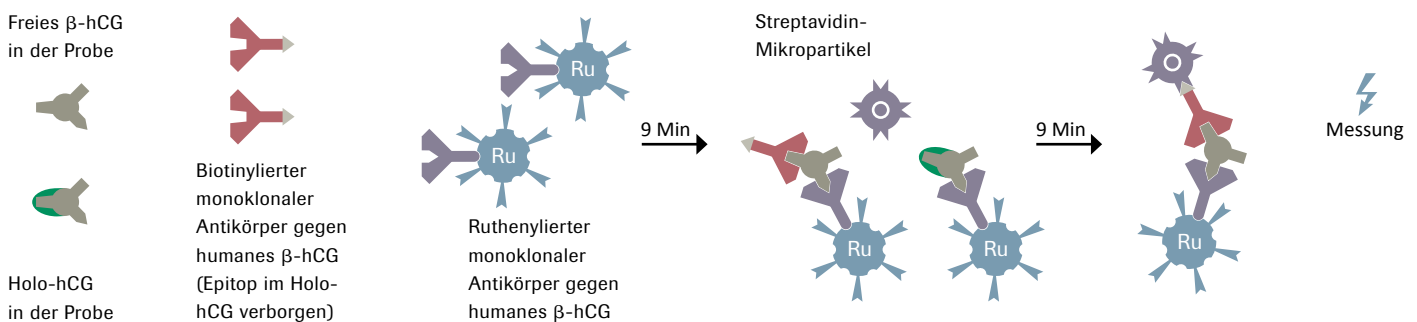 Freies β-hCG
in der Probe
Holo-hCG
in der Probe
Biotinylierter
monoklonaler
Antikörper gegen
humanes β-hCG
(Epitop im Holo-
hCG verborgen)
Ru
Ru
Ruthenylierter
monoklonaler
Antikörper gegen
humanes β-hCG
9 Min
Streptavidin-
Mikropartikel
Ru
Ru
9 Min
Ru
Messung